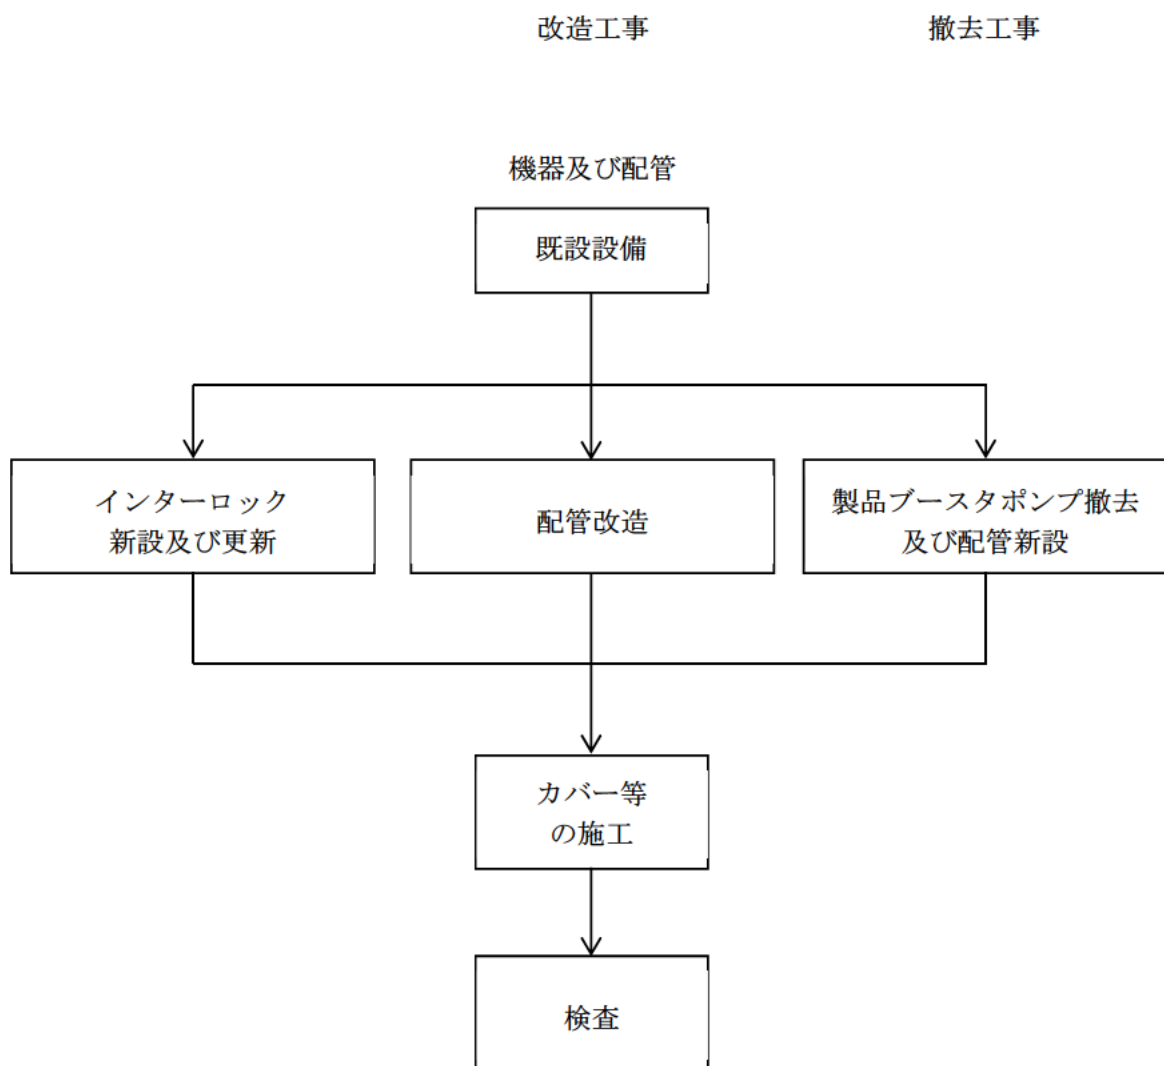 改造工事
撤去工事
機器及び配管
既設設備
インターロック
新設及び更新
配管改造
製品ブースタポンプ撤去
及び配管新設
カバー等
の施工
検査